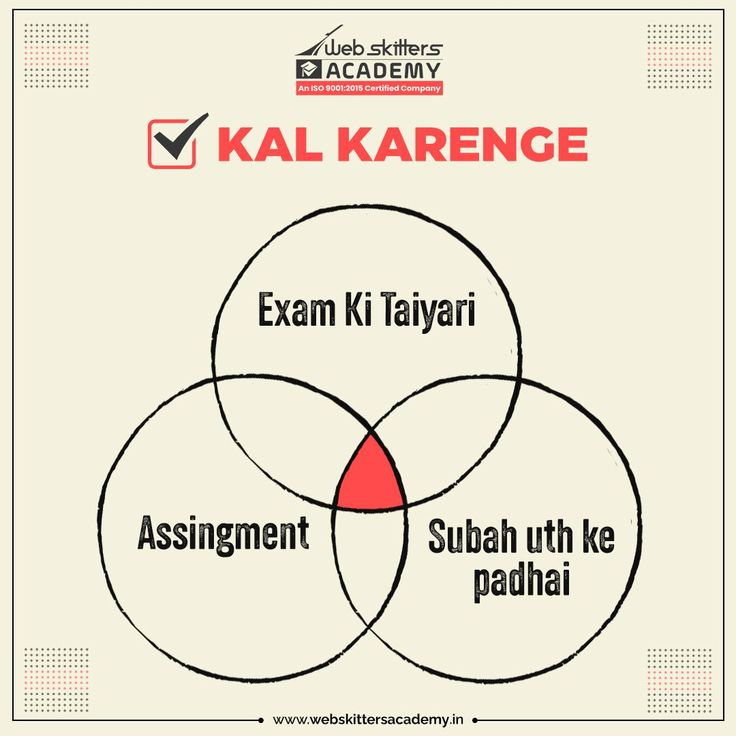 Web skitters
ACADEMY
An ISO 9001:2015 Certified Company
KAL KARENGE
Exam Ki Taiyari
Assingment
Subah uth ke
padhai
www.webskittersacademy.in